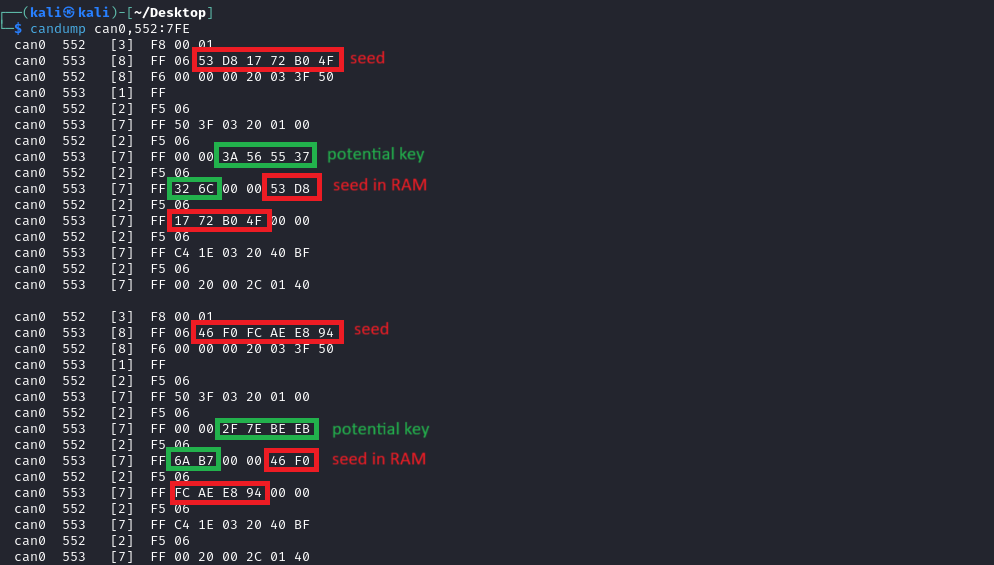 ┌──(kali㉿kali)-[~/Desktop]
└─$ candump can0,552:7FE
can0  552   [3]  F8 00 01
can0  553   [8]  FF 06 53 D8 17 72 B0 4F seed
can0  552   [8]  F6 00 00 00 20 03 3F 50
can0  553   [1]  FF
can0  552   [2]  F5 06
can0  553   [7]  FF 50 3F 03 20 01 00
can0  552   [2]  F5 06
can0  553   [7]  FF 00 00 3A 56 55 37 potential key
can0  552   [2]  F5 06
can0  553   [7]  FF 32 6C 00 00 53 D8 seed in RAM
can0  552   [2]  F5 06
can0  553   [7]  FF 17 72 B0 4F 00 00
can0  552   [2]  F5 06
can0  553   [7]  FF C4 1E 03 20 40 BF
can0  552   [2]  F5 06
can0  553   [7]  FF 00 20 00 2C 01 40
can0  552   [3]  F8 00 01
can0  553   [8]  FF 06 46 F0 FC AE E8 94 seed
can0  552   [8]  F6 00 00 00 20 03 3F 50
can0  553   [1]  FF
can0  552   [2]  F5 06
can0  553   [7]  FF 50 3F 03 20 01 00
can0  552   [2]  F5 06
can0  553   [7]  FF 00 00 2F 7E BE EB potential key
can0  552   [2]  F5 06
can0  553   [7]  FF 6A B7 00 00 46 F0 seed in RAM
can0  552   [2]  F5 06
can0  553   [7]  FF FC AE E8 94 00 00
can0  552   [2]  F5 06
can0  553   [7]  FF C4 1E 03 20 40 BF
can0  552   [2]  F5 06
can0  553   [7]  FF 00 20 00 2C 01 40